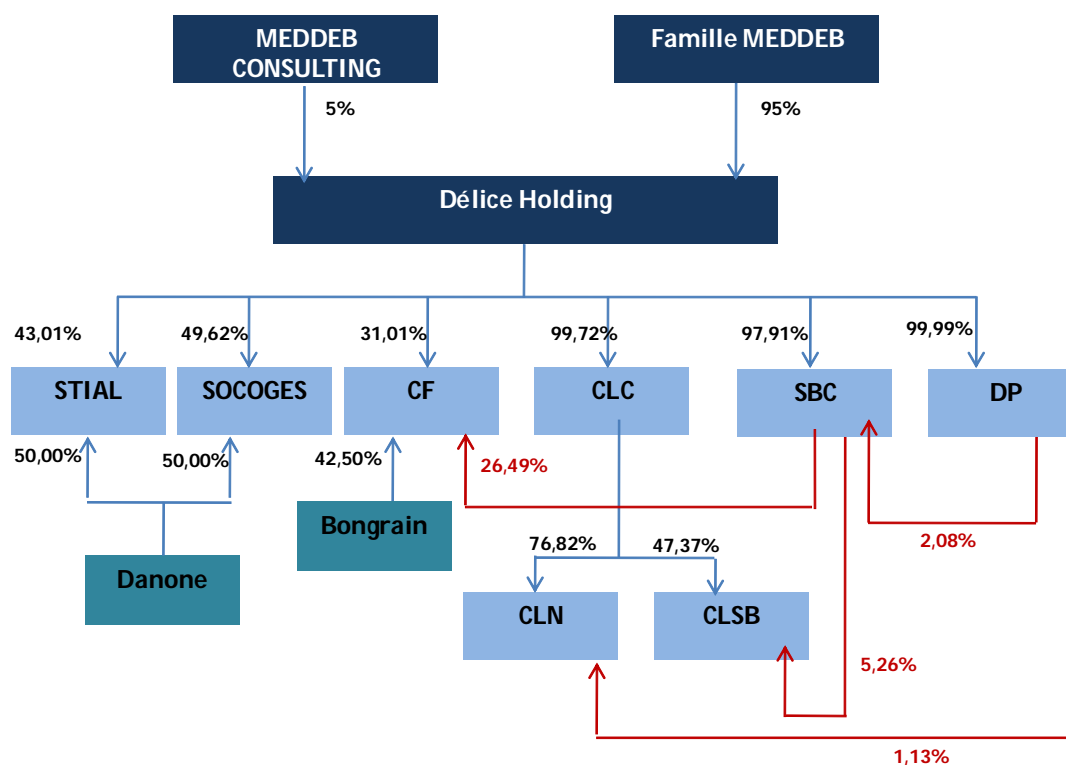 MEDDEB
CONSULTING
Famille MEDDEB
5%
95%
Délice Holding
43,01%
49,62%
31,01%
99,72%
97,91%
99,99%
STIAL
SOCOGES
CF
CLC
SBC
DP
50,00%
50,00%
42,50%
26,49%
Bongrain
2,08%
76,82%
47,37%
Danone
CLN
CLSB
5,26%
1,13%